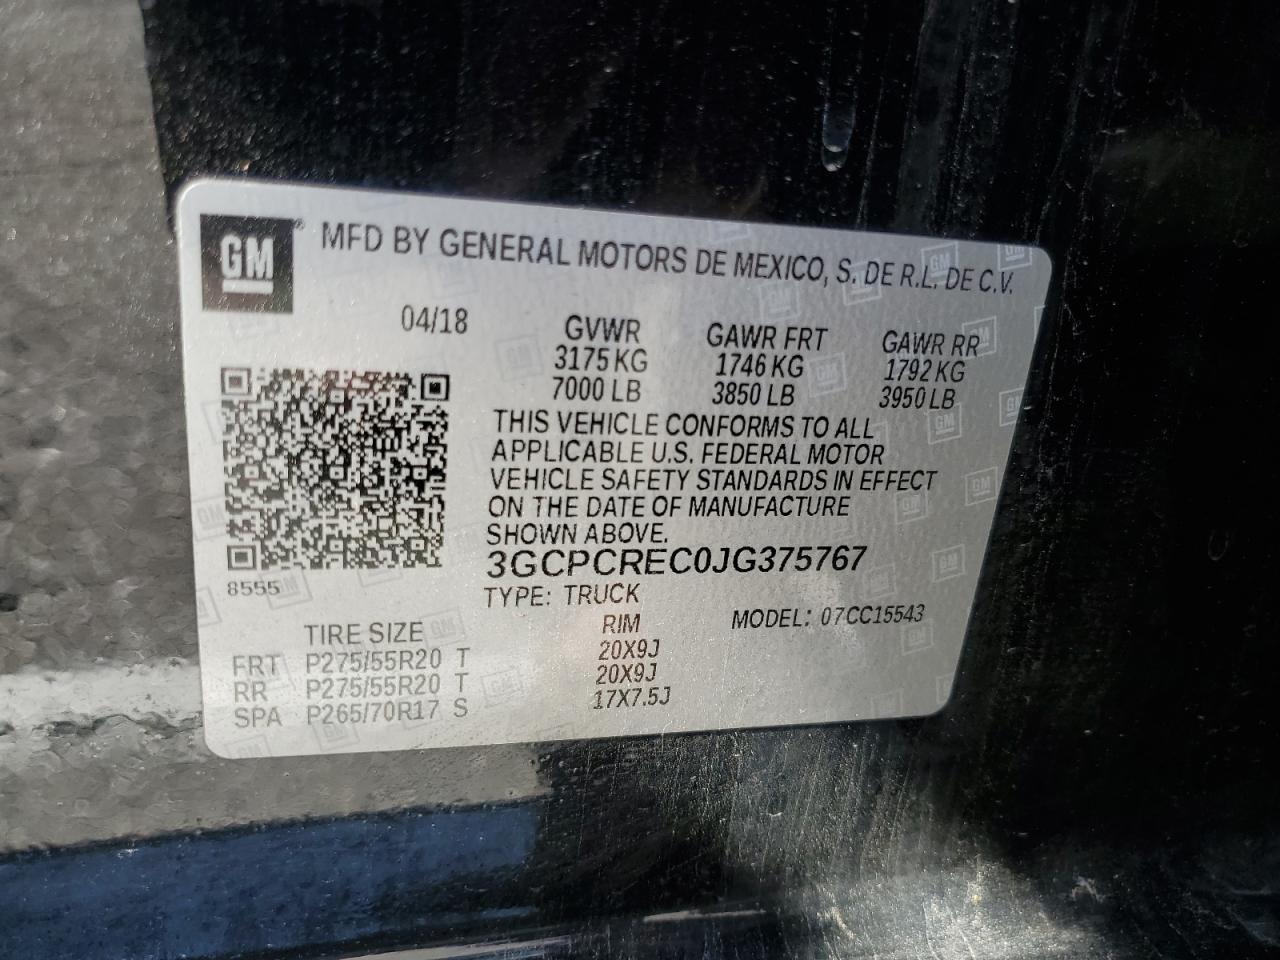 GM® MFD BY GENERAL MOTORS DE MEXICO, S. DE R.L. DE C.V.
04/18 GVWR GAWR FRT GAWR RR
3175 KG 1746 KG 1792 KG
7000 LB 3850 LB 3950 LB
THIS VEHICLE CONFORMS TO ALL
APPLICABLE U.S. FEDERAL MOTOR
VEHICLE SAFETY STANDARDS IN EFFECT
ON THE DATE OF MANUFACTURE
SHOWN ABOVE.
3GCPCREC0JG375767
8555
TYPE: TRUCK
MODEL: 07CC15543
TIRE SIZE RIM
FRT P275/55R20 T 20X9J
RR P275/55R20 T 20X9J
SPA P265/70R17 S 17X7.5J